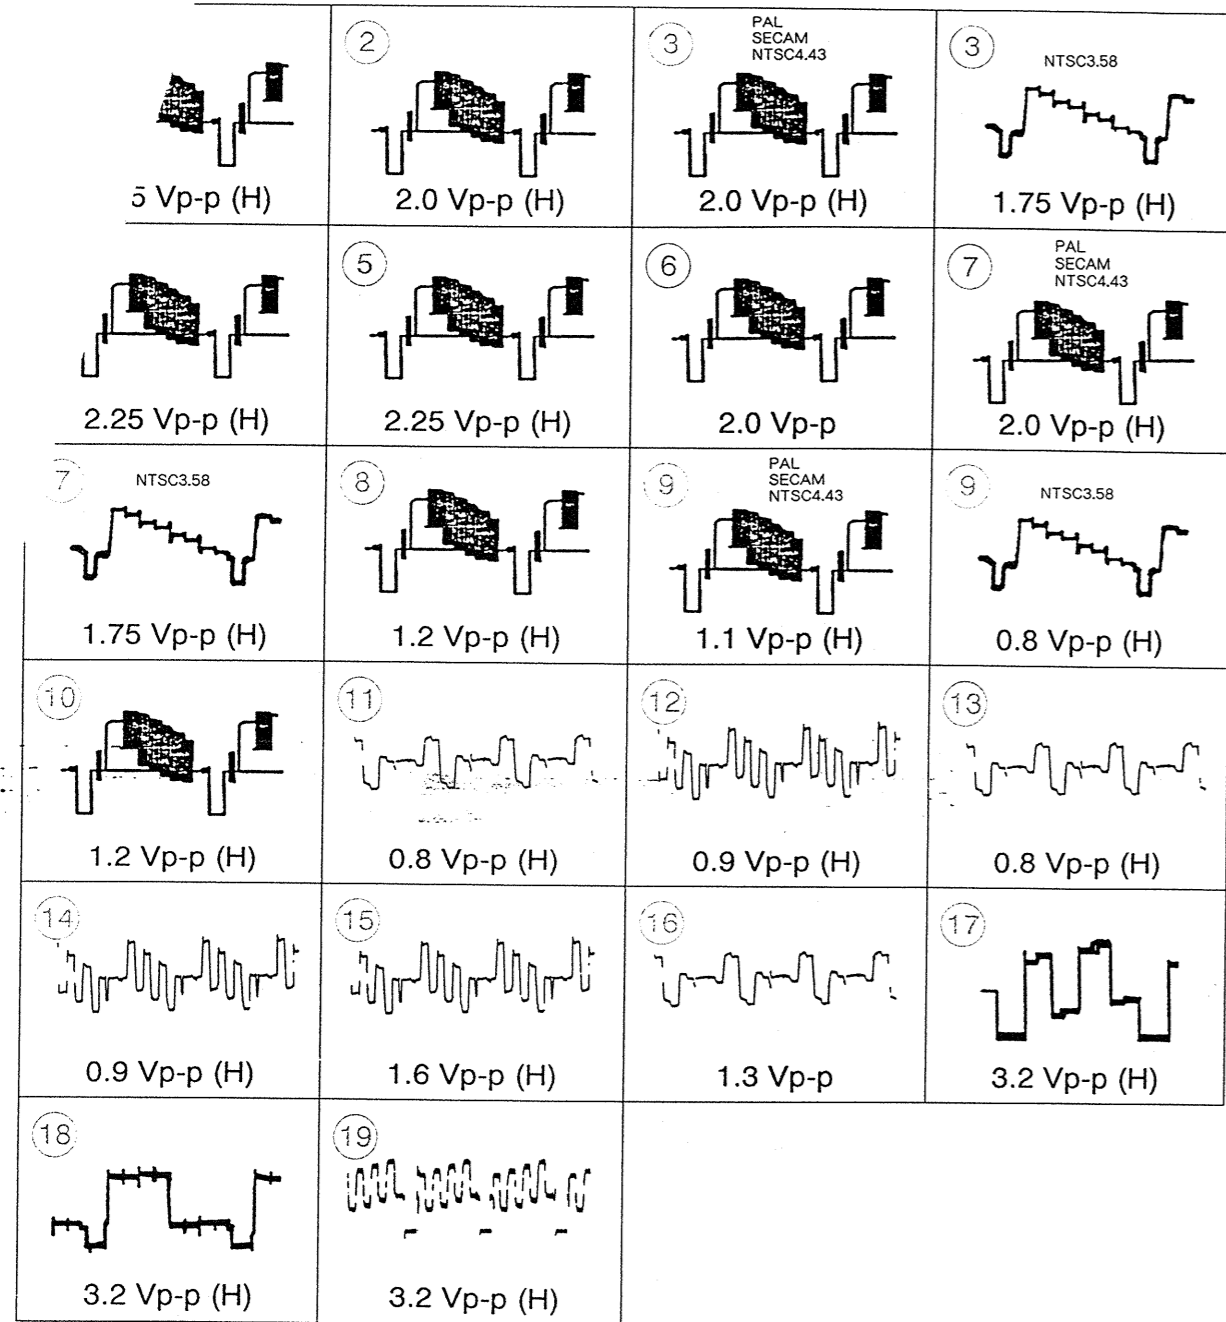 2
3
PAL
SECAM
NTSC4.43
3
NTSC3.58
5 Vp-p (H)
2.0 Vp-p (H)
2.0 Vp-p (H)
1.75 Vp-p (H)
5
6
7
PAL
SECAM
NTSC4.43
2.25 Vp-p (H)
2.25 Vp-p (H)
2.0 Vp-p
2.0 Vp-p (H)
7
NTSC3.58
8
9
PAL
SECAM
NTSC4.43
9
NTSC3.58
1.75 Vp-p (H)
1.2 Vp-p (H)
1.1 Vp-p (H)
0.8 Vp-p (H)
10
11
12
13
1.2 Vp-p (H)
0.8 Vp-p (H)
0.9 Vp-p (H)
0.8 Vp-p (H)
14
15
16
17
0.9 Vp-p (H)
1.6 Vp-p (H)
1.3 Vp-p
3.2 Vp-p (H)
18
19
3.2 Vp-p (H)
3.2 Vp-p (H)